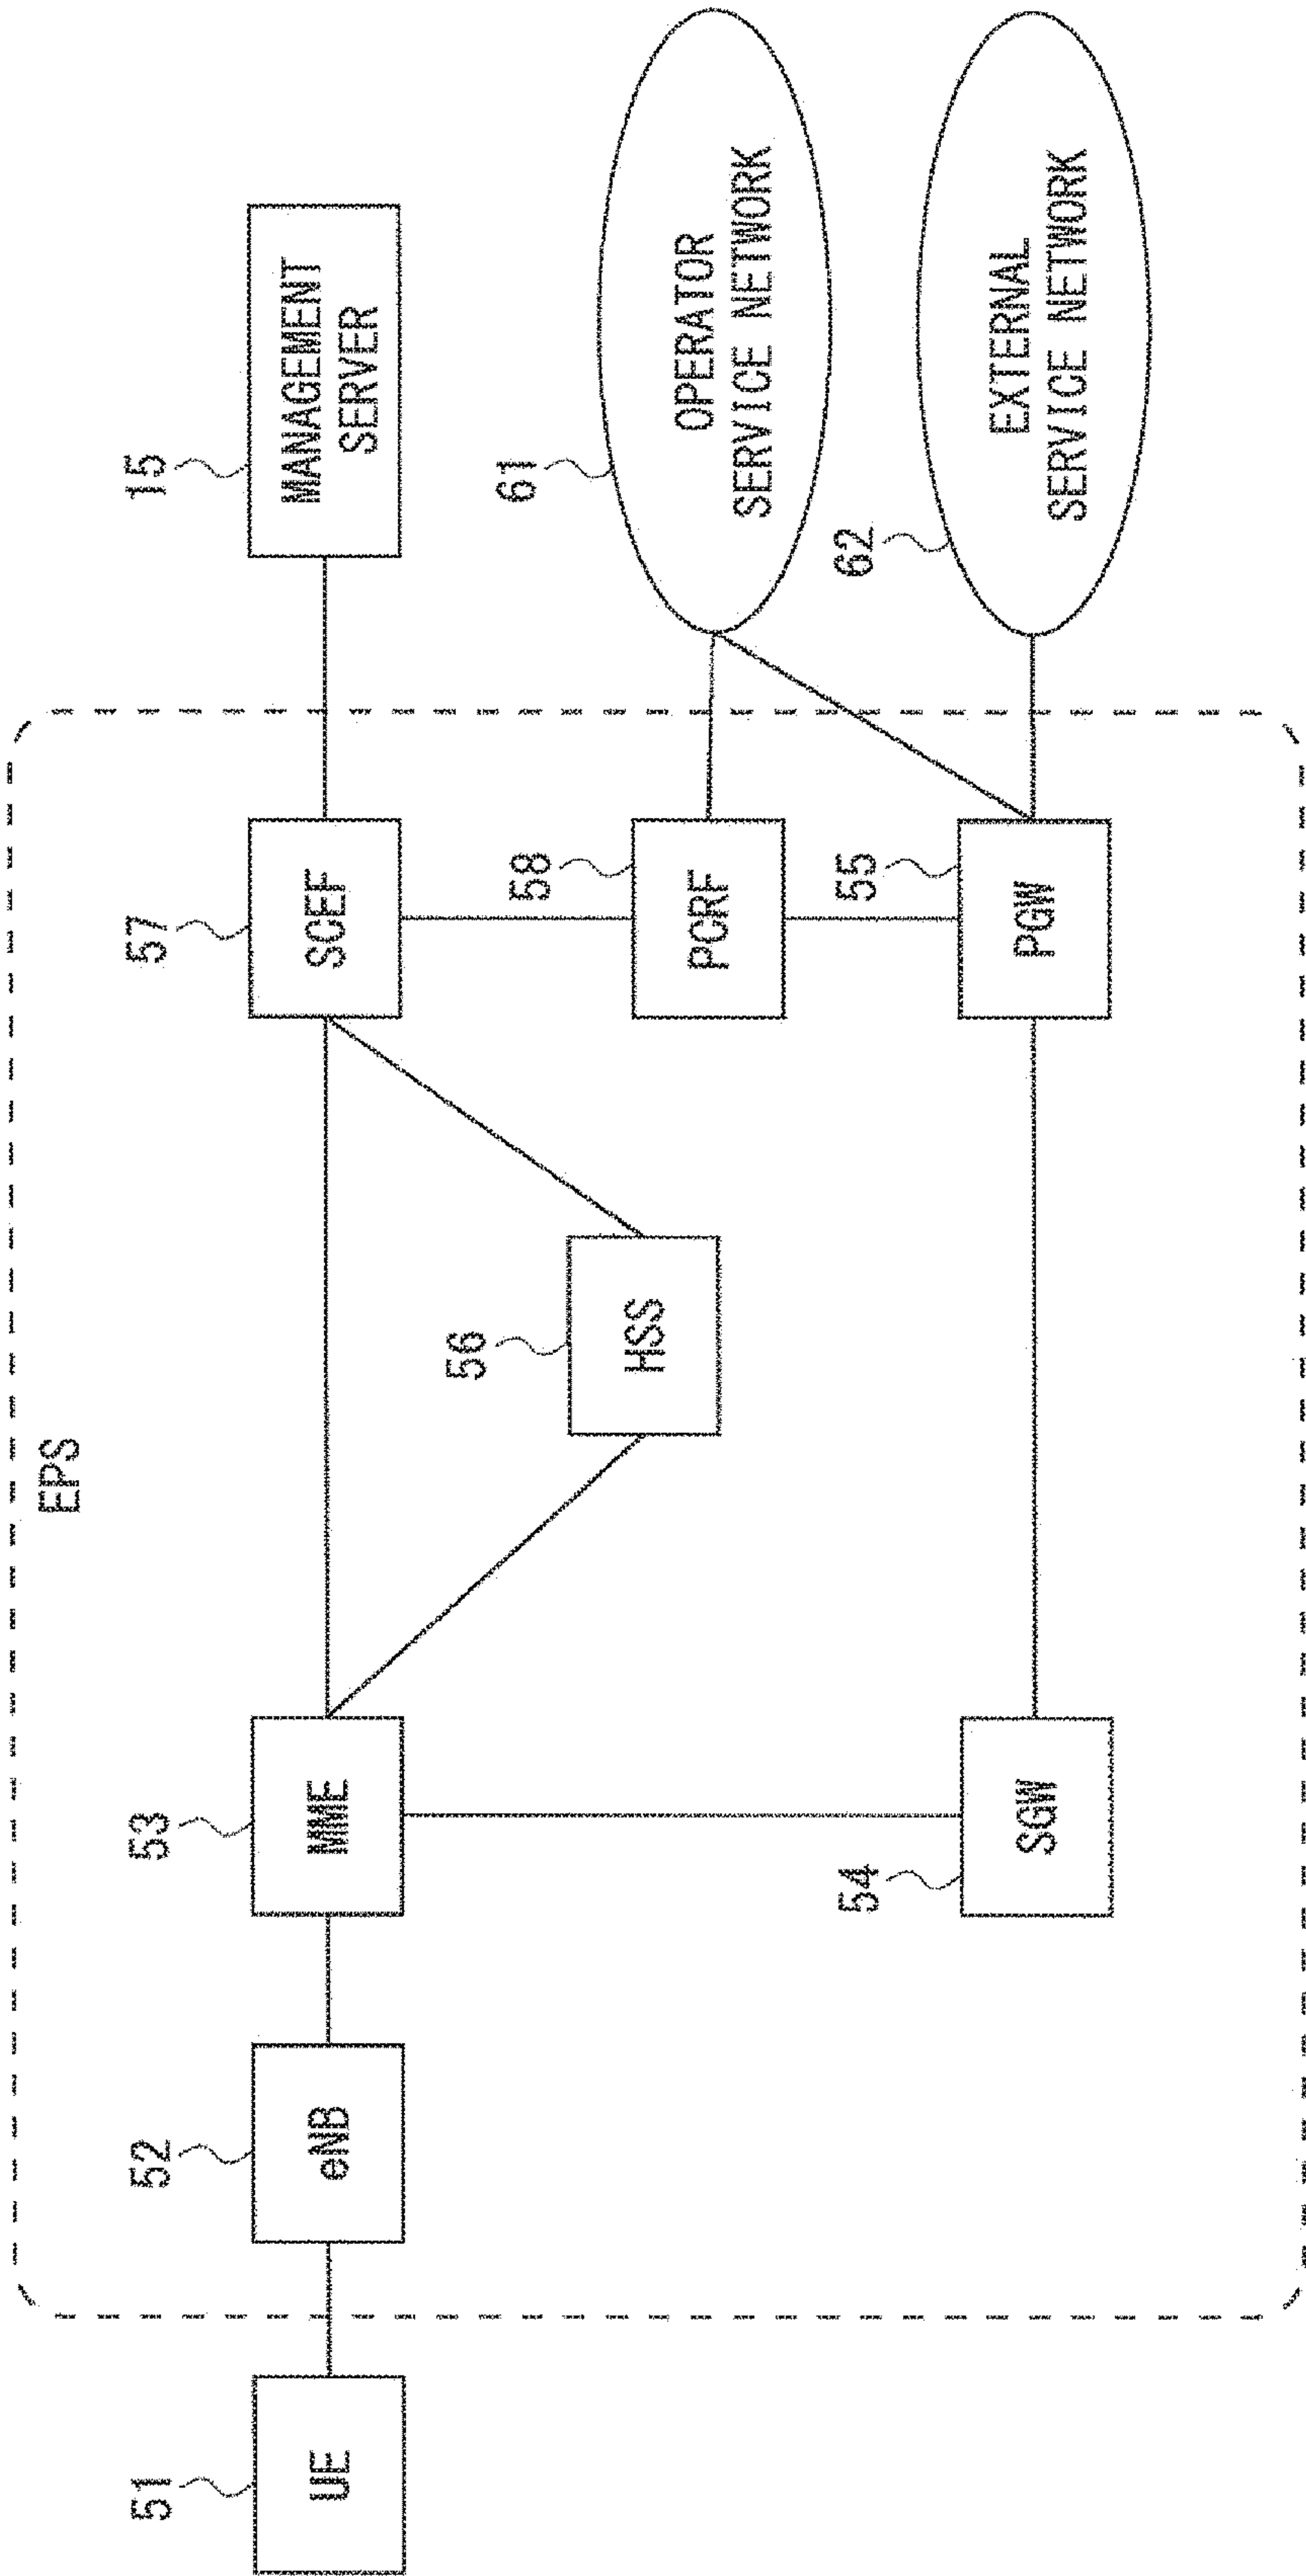 EPS
51
UE
52
eNB
53
MME
57
SCEF
15
MANAGEMENT
SERVER
56
HSS
58
PCRF
61
OPERATOR
SERVICE NETWORK
54
SGW
55
PGW
62
EXTERNAL
SERVICE NETWORK